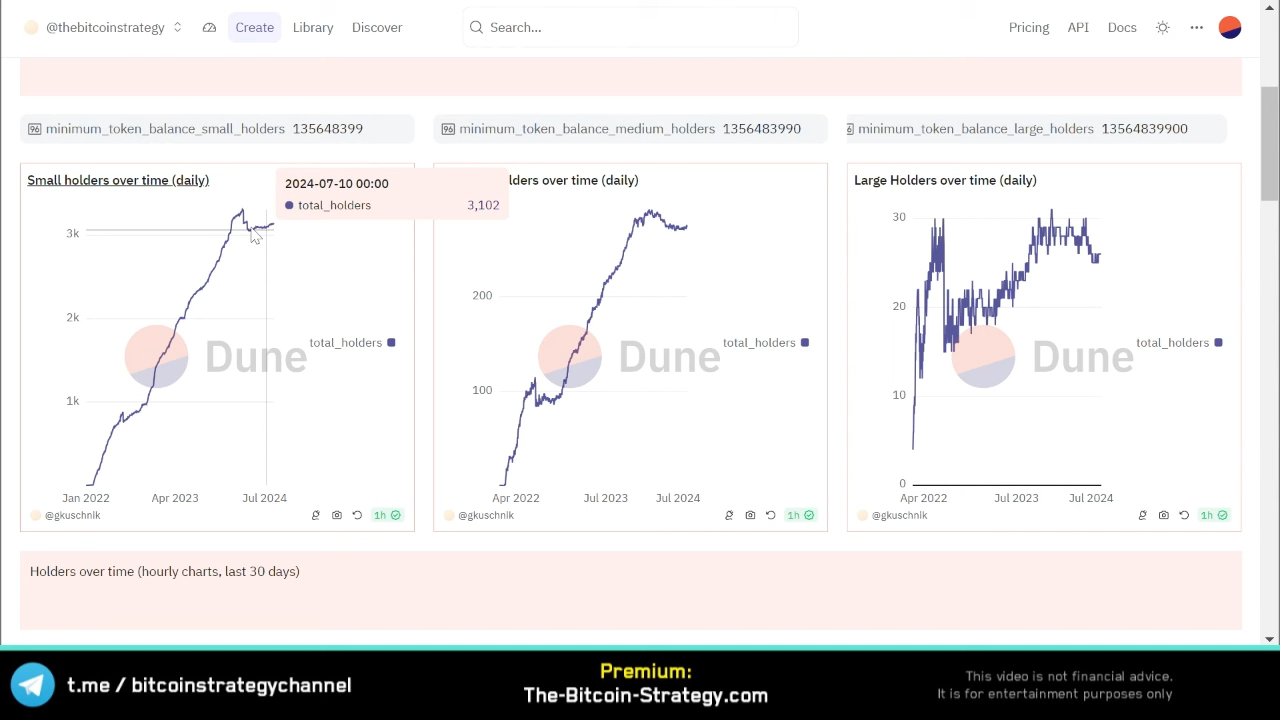 @thebitcoinstrategy
Create
Library
Discover
Search...
Pricing
API
Docs
minimum_token_balance_small_holders 135648399
minimum_token_balance_medium_holders 1356483990
minimum_token_balance_large_holders 13564839900
Small holders over time (daily)
2024-07-10 00:00
total_holders 3,102
3k
2k
1k
Dune
total_holders
Jan 2022
Apr 2023
Jul 2024
@gkuschnik
1h
lders over time (daily)
200
100
Dune
total_holders
Apr 2022
Jul 2023
Jul 2024
@gkuschnik
1h
Large Holders over time (daily)
30
20
10
0
Dune
total_holders
Apr 2022
Jul 2023
Jul 2024
@gkuschnik
1h
Holders over time (hourly charts, last 30 days)
t.me / bitcoinstrategychannel
Premium:
The-Bitcoin-Strategy.com
This video is not financial advice.
It is for entertainment purposes only